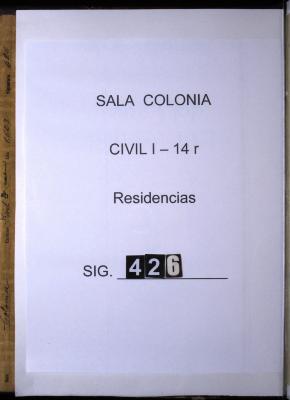 SALA COLONIA
CIVIL I – 14 r
Residencias
SIG. 426